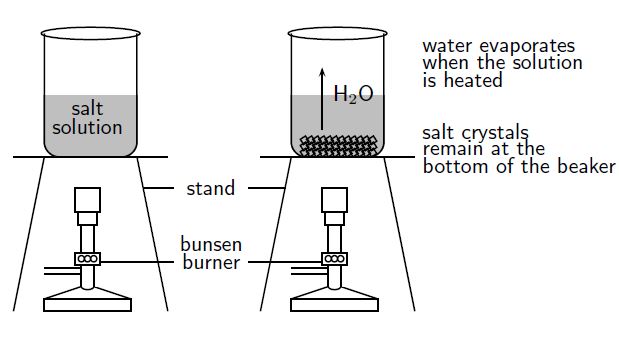 salt
solution
H₂O
water evaporates
when the solution
is heated
salt crystals
remain at the
bottom of the beaker
stand
bunsen
burner